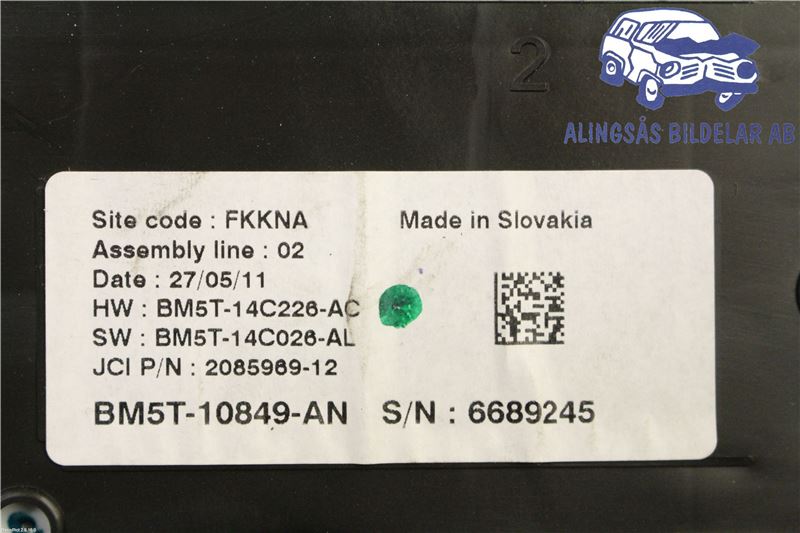 2
ALINGSÅS BILDELAR AB
Site code : FKKNA
Made in Slovakia
Assembly line : 02
Date : 27/05/11
HW : BM5T-14C226-AC
SW : BM5T-14C026-AL
JCI P/N : 2085969-12
BM5T-10849-AN S/N : 6689245